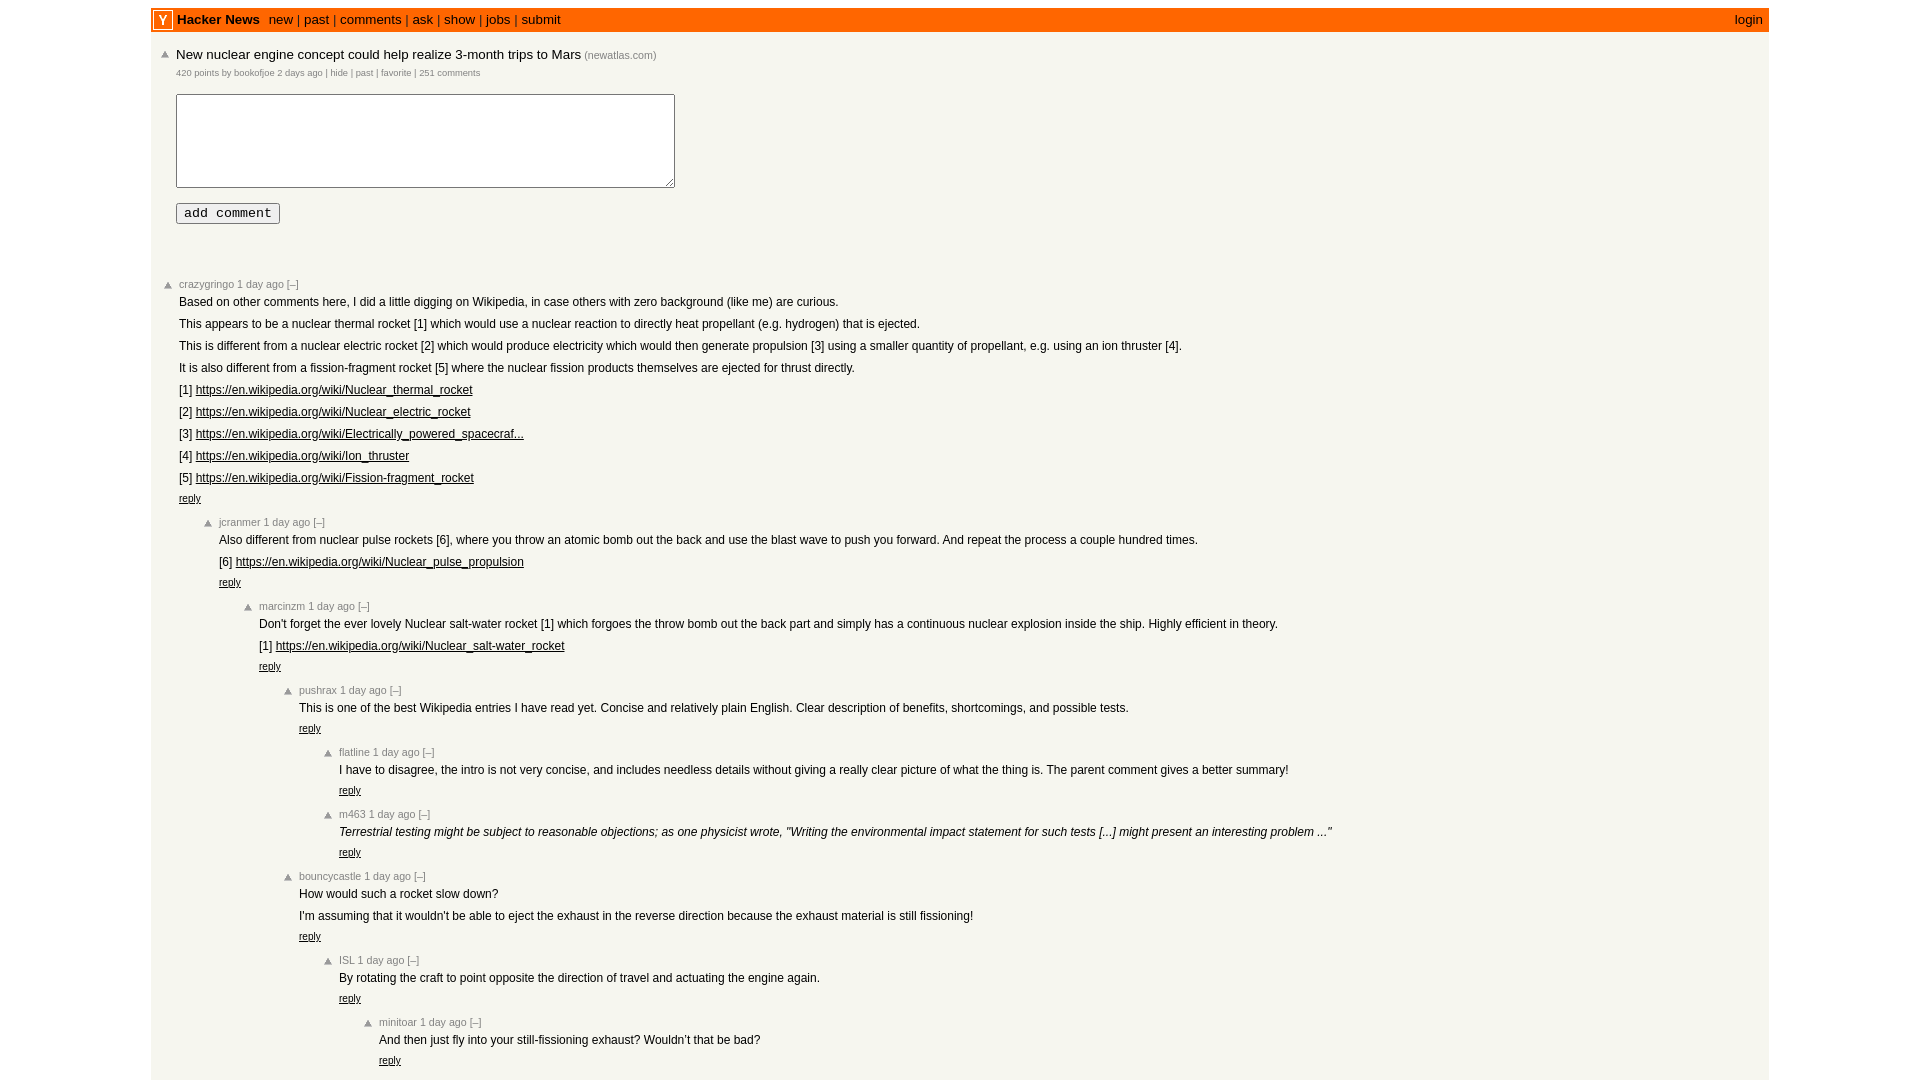 Y Hacker News new | past | comments | ask | show | jobs | submit login
New nuclear engine concept could help realize 3-month trips to Mars (newatlas.com)
420 points by bookofjoe 2 days ago | hide | past | favorite | 251 comments
add comment
crazygringo 1 day ago [–]
Based on other comments here, I did a little digging on Wikipedia, in case others with zero background (like me) are curious.
This appears to be a nuclear thermal rocket [1] which would use a nuclear reaction to directly heat propellant (e.g. hydrogen) that is ejected.
This is different from a nuclear electric rocket [2] which would produce electricity which would then generate propulsion [3] using a smaller quantity of propellant, e.g. using an ion thruster [4].
It is also different from a fission-fragment rocket [5] where the nuclear fission products themselves are ejected for thrust directly.
[1] https://en.wikipedia.org/wiki/Nuclear_thermal_rocket
[2] https://en.wikipedia.org/wiki/Nuclear_electric_rocket
[3] https://en.wikipedia.org/wiki/Electrically_powered_spacecraf...
[4] https://en.wikipedia.org/wiki/Ion_thruster
[5] https://en.wikipedia.org/wiki/Fission-fragment_rocket
reply
jcranmer 1 day ago [–]
Also different from nuclear pulse rockets [6], where you throw an atomic bomb out the back and use the blast wave to push you forward. And repeat the process a couple hundred times.
[6] https://en.wikipedia.org/wiki/Nuclear_pulse_propulsion
reply
marcinzm 1 day ago [–]
Don't forget the ever lovely Nuclear salt-water rocket [1] which forgoes the throw bomb out the back part and simply has a continuous nuclear explosion inside the ship. Highly efficient in theory.
[1] https://en.wikipedia.org/wiki/Nuclear_salt-water_rocket
reply
pushrax 1 day ago [–]
This is one of the best Wikipedia entries I have read yet. Concise and relatively plain English. Clear description of benefits, shortcomings, and possible tests.
reply
flatline 1 day ago [–]
I have to disagree, the intro is not very concise, and includes needless details without giving a really clear picture of what the thing is. The parent comment gives a better summary!
reply
m463 1 day ago [–]
Terrestrial testing might be subject to reasonable objections; as one physicist wrote, "Writing the environmental impact statement for such tests [...] might present an interesting problem ..."
reply
bouncycastle 1 day ago [–]
How would such a rocket slow down?
I'm assuming that it wouldn't be able to eject the exhaust in the reverse direction because the exhaust material is still fissioning!
reply
ISL 1 day ago [–]
By rotating the craft to point opposite the direction of travel and actuating the engine again.
reply
minitoar 1 day ago [–]
And then just fly into your still-fissioning exhaust? Wouldn’t that be bad?
reply